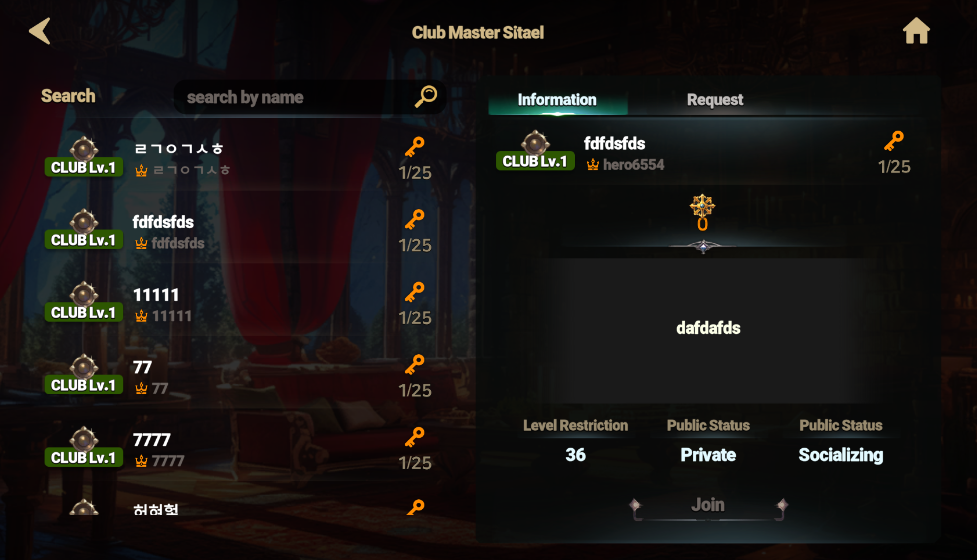 Club Master Sitael
Search
search by name
CLUB Lv.1
ㄹㄱㅇㄱㅅㅎ
ㄹㄱㅇㄱㅅㅎ
1/25
CLUB Lv.1
fdfdsfds
fdfdsfds
1/25
CLUB Lv.1
11111
11111
1/25
CLUB Lv.1
77
77
1/25
CLUB Lv.1
7777
7777
1/25
Information
Request
CLUB Lv.1
fdfdsfds
hero6554
1/25
0
dafdafds
Level Restriction
Public Status
Public Status
36
Private
Socializing
Join